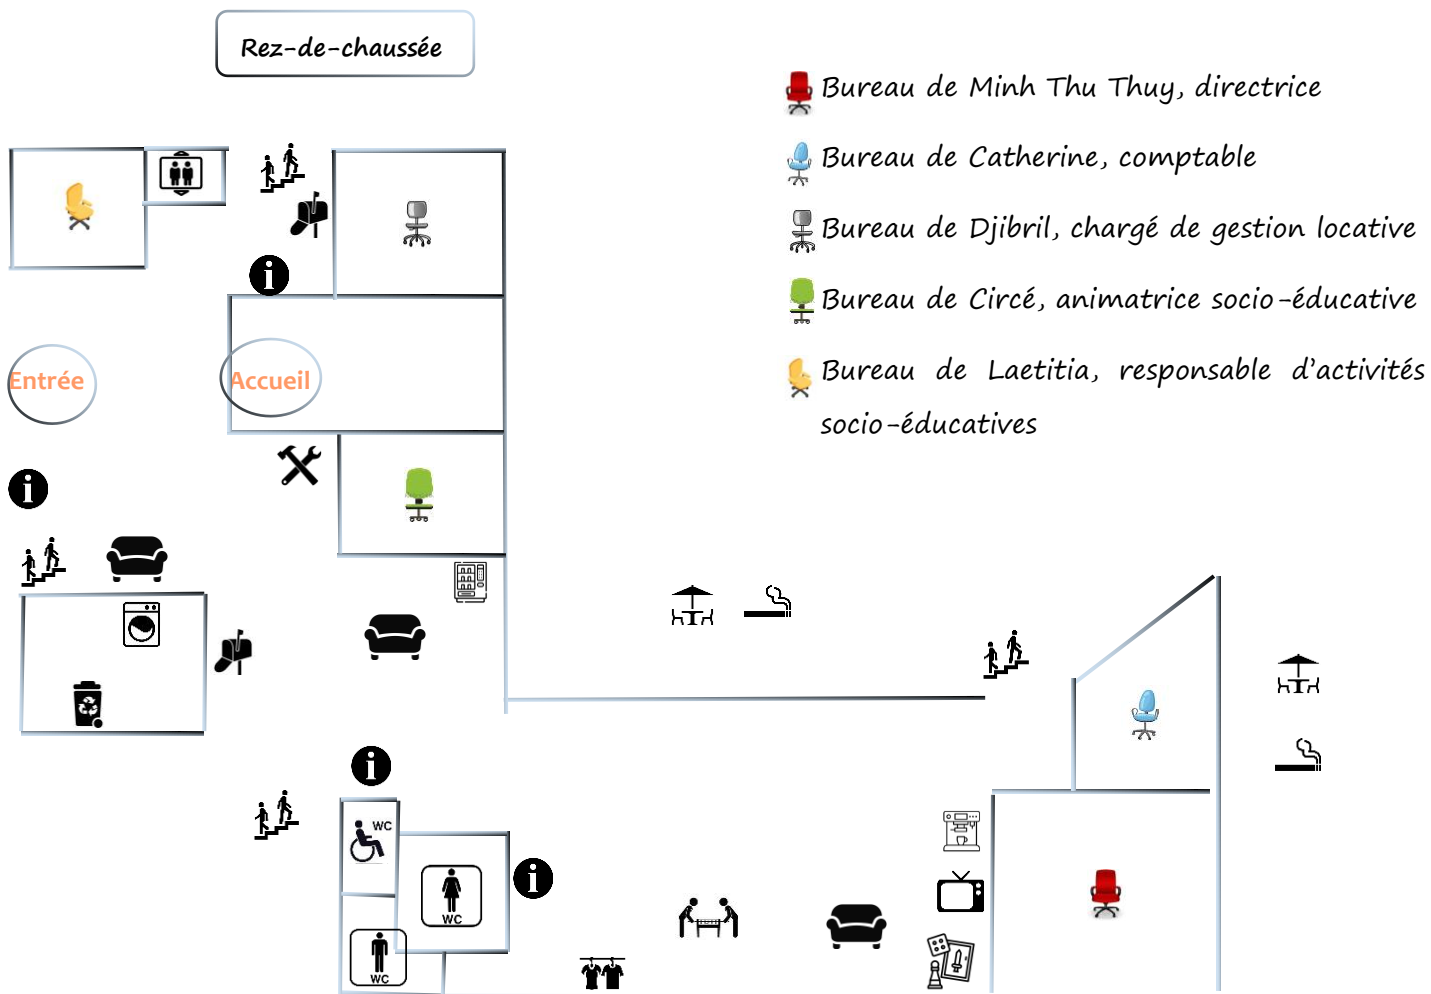 Rez-de-chaussée
Bureau de Minh Thu Thuy, directrice
Bureau de Catherine, comptable
Bureau de Djibril, chargé de gestion locative
Bureau de Circé, animatrice socio-éducative
Bureau de Laetitia, responsable d'activités
socio-éducatives
Entrée
Accueil
WC
WC
WC